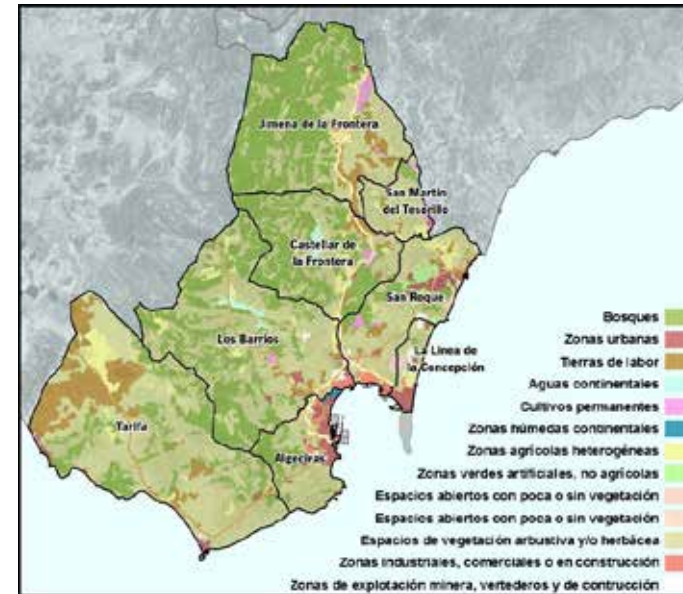 Jimena de la Frontera
San Martín
del Tesorillo
Castellar de
la Frontera
San Roque
Los Barrios
La Línea de
la Concepción
Tarifa
Algeciras
Bosques
Zonas urbanas
Tierras de labor
Aguas continentales
Cultivos permanentes
Zonas húmedas continentales
Zonas agrícolas heterogéneas
Zonas verdes artificiales, no agrícolas
Espacios abiertos con poca o sin vegetación
Espacios abiertos con poca o sin vegetación
Espacios de vegetación arbustiva y/o herbácea
Zonas industriales, comerciales o en construcción
Zonas de explotación minera, vertederos y de contrucción